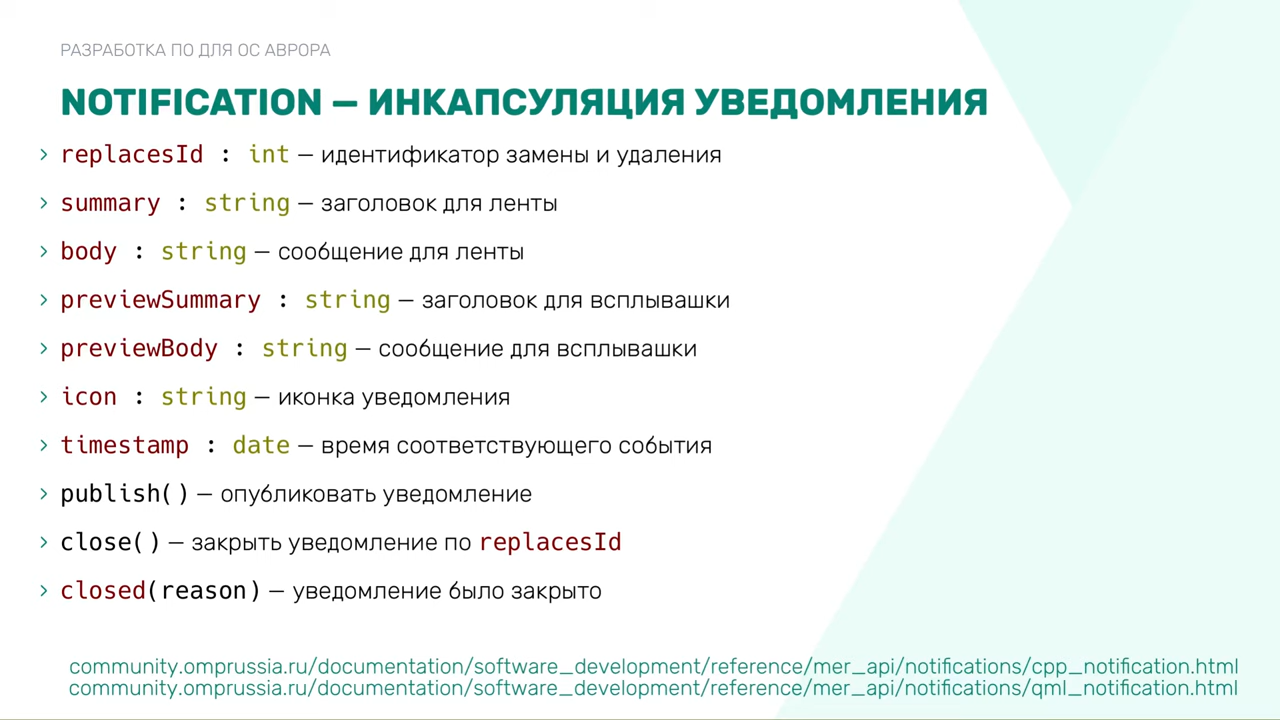 РАЗРАБОТКА ПО ДЛЯ ОС АВРОРА
NOTIFICATION — ИНКАПСУЛЯЦИЯ УВЕДОМЛЕНИЯ
› replacesId : int — идентификатор замены и удаления
› summary : string — заголовок для ленты
› body : string — сообщение для ленты
› previewSummary : string — заголовок для всплывашки
› previewBody : string — сообщение для всплывашки
› icon : string — иконка уведомления
› timestamp : date — время соответствующего события
› publish() — опубликовать уведомление
› close() — закрыть уведомление по replacesId
› closed(reason) — уведомление было закрыто
community.omprussia.ru/documentation/software_development/reference/mer_api/notifications/cpp_notification.html
community.omprussia.ru/documentation/software_development/reference/mer_api/notifications/qml_notification.html